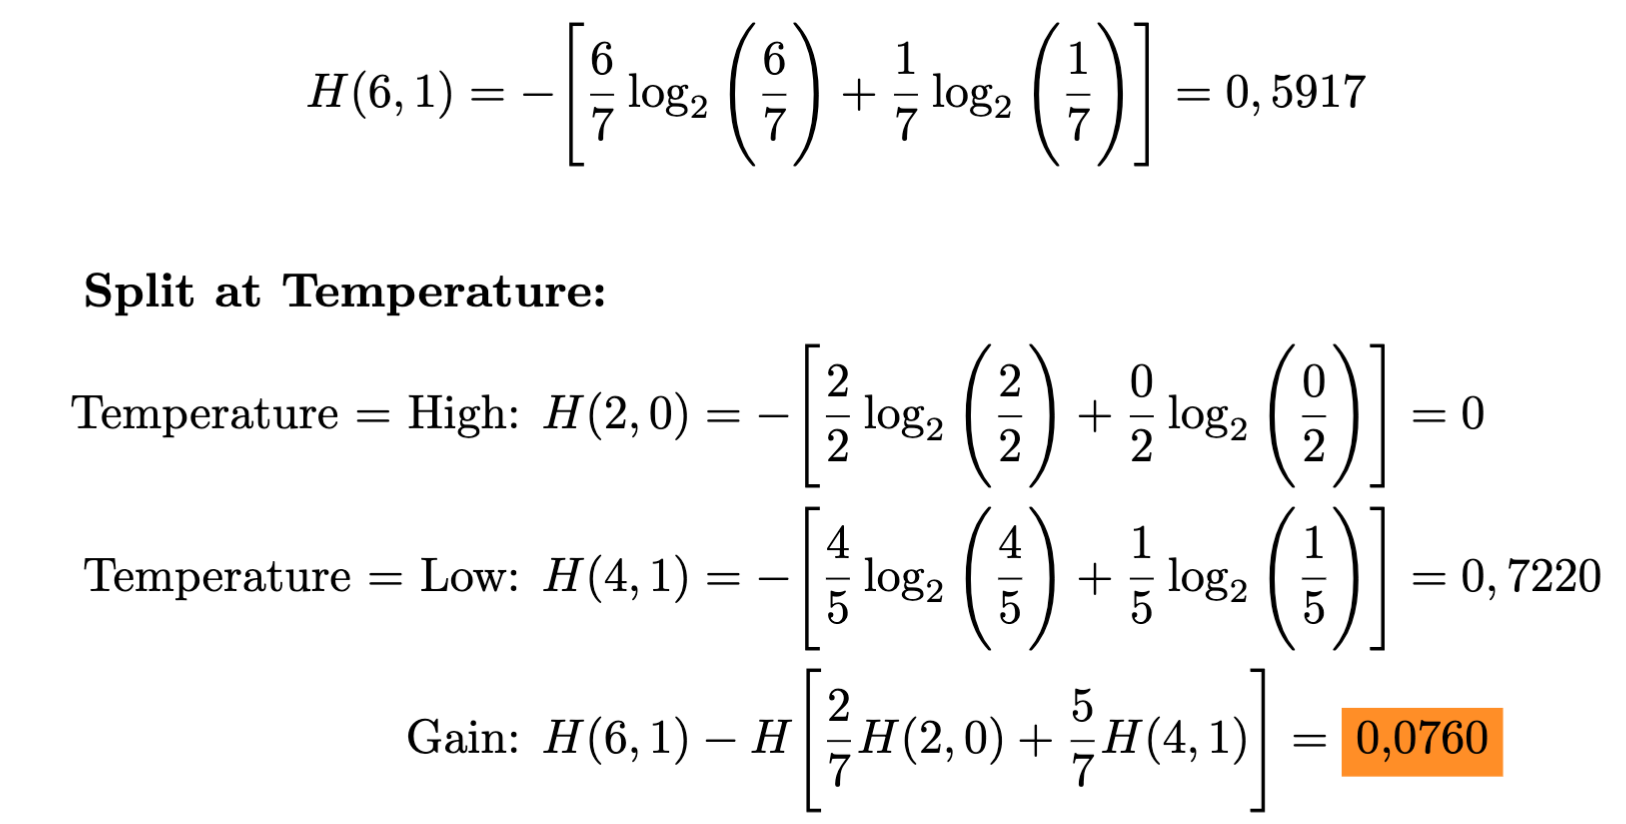 H(6, 1) = −[6/7 log₂(6/7) + 1/7 log₂(1/7)] = 0, 5917
Split at Temperature:
Temperature = High: H(2, 0) = −[2/2 log₂(2/2) + 0/2 log₂(0/2)] = 0
Temperature = Low: H(4, 1) = −[4/5 log₂(4/5) + 1/5 log₂(1/5)] = 0, 7220
Gain: H(6, 1) − H[2/7 H(2, 0) + 5/7 H(4, 1)] = 0,0760